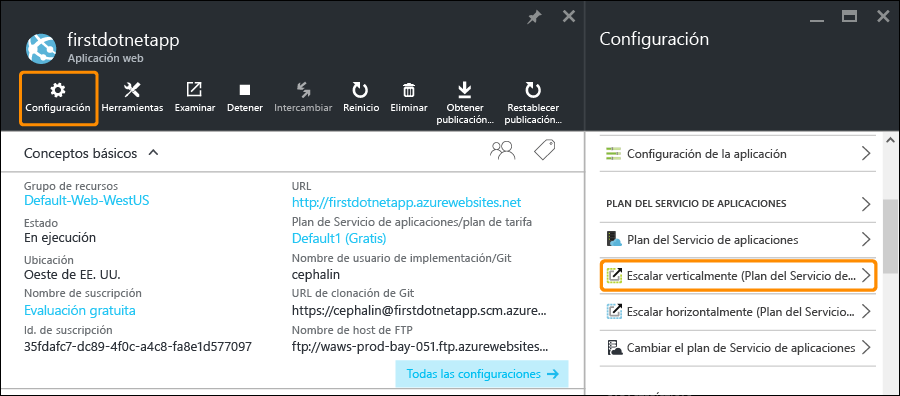 firstdotnetapp
Aplicación web
Configuración
Herramientas
Examinar
Detener
Intercambiar
Reinicio
Eliminar
Obtener
publicación...
Restablecer
publicación...
Conceptos básicos
Grupo de recursos
Default-Web-WestUS
Estado
En ejecución
Ubicación
Oeste de EE. UU.
Nombre de suscripción
Evaluación gratuita
Id. de suscripción
35fdafc7-dc89-4f0c-a4c8-fa8e1d577097
URL
http://firstdotnetapp.azurewebsites.net
Plan de Servicio de aplicaciones/plan de tarifa
Default1 (Gratis)
Nombre de usuario de implementación/Git
cephalin
URL de clonación de Git
https://cephalin@firstdotnetapp.scm.azure...
Nombre de host de FTP
ftp://waws-prod-bay-051.ftp.azurewebsites...
Todas las configuraciones
Configuración
Configuración de la aplicación
PLAN DEL SERVICIO DE APLICACIONES
Plan del Servicio de aplicaciones
Escalar verticalmente (Plan del Servicio de...
Escalar horizontalmente (Plan del Servicio...
Cambiar el plan de Servicio de aplicaciones